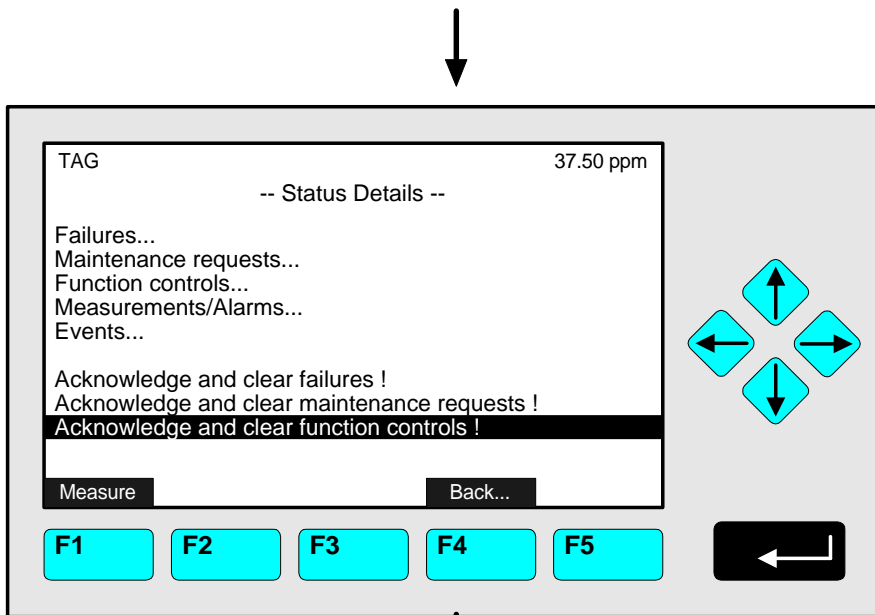 TAG 37.50 ppm
-- Status Details --
Failures...
Maintenance requests...
Function controls...
Measurements/Alarms...
Events...
Acknowledge and clear failures !
Acknowledge and clear maintenance requests !
Acknowledge and clear function controls !
Measure Back...
F1 F2 F3 F4 F5